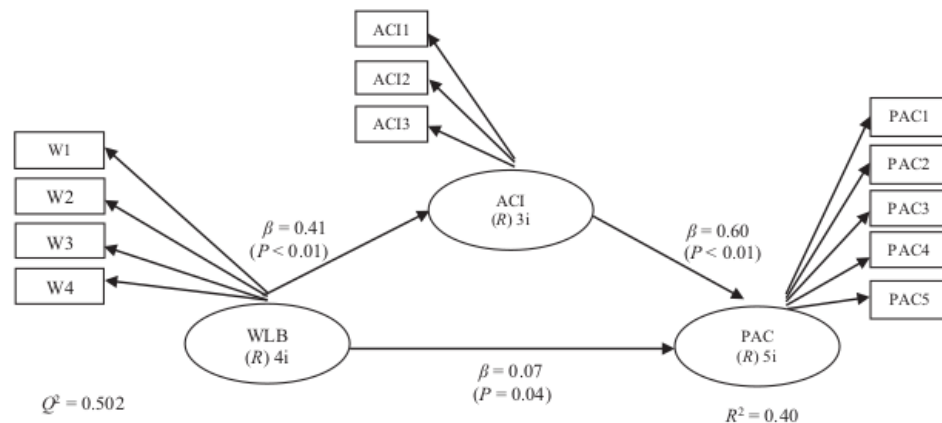 ACI1
ACI2
ACI3
W1
W2
W3
W4
PAC1
PAC2
PAC3
PAC4
PAC5
ACI
(R) 3i
β = 0.41
(P < 0.01)
β = 0.60
(P < 0.01)
WLB
(R) 4i
PAC
(R) 5i
β = 0.07
(P = 0.04)
Q² = 0.502
R² = 0.40